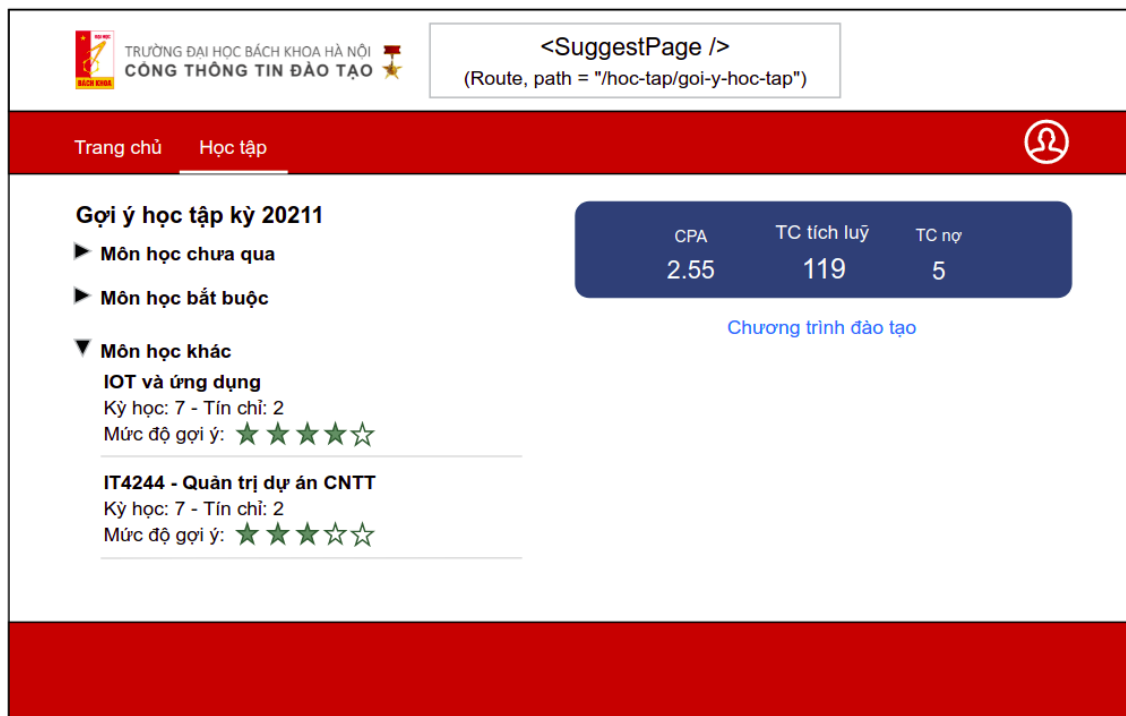 ĐẠI HỌC
BÁCH KHOA
TRƯỜNG ĐẠI HỌC BÁCH KHOA HÀ NỘI
CỔNG THÔNG TIN ĐÀO TẠO
<SuggestPage />
(Route, path = "/hoc-tap/goi-y-hoc-tap")
Trang chủ Học tập
Gợi ý học tập kỳ 20211
Môn học chưa qua
Môn học bắt buộc
Môn học khác
IOT và ứng dụng
Kỳ học: 7 - Tín chỉ: 2
Mức độ gợi ý:
IT4244 - Quản trị dự án CNTT
Kỳ học: 7 - Tín chỉ: 2
Mức độ gợi ý:
CPA TC tích luỹ TC nợ
2.55 119 5
Chương trình đào tạo